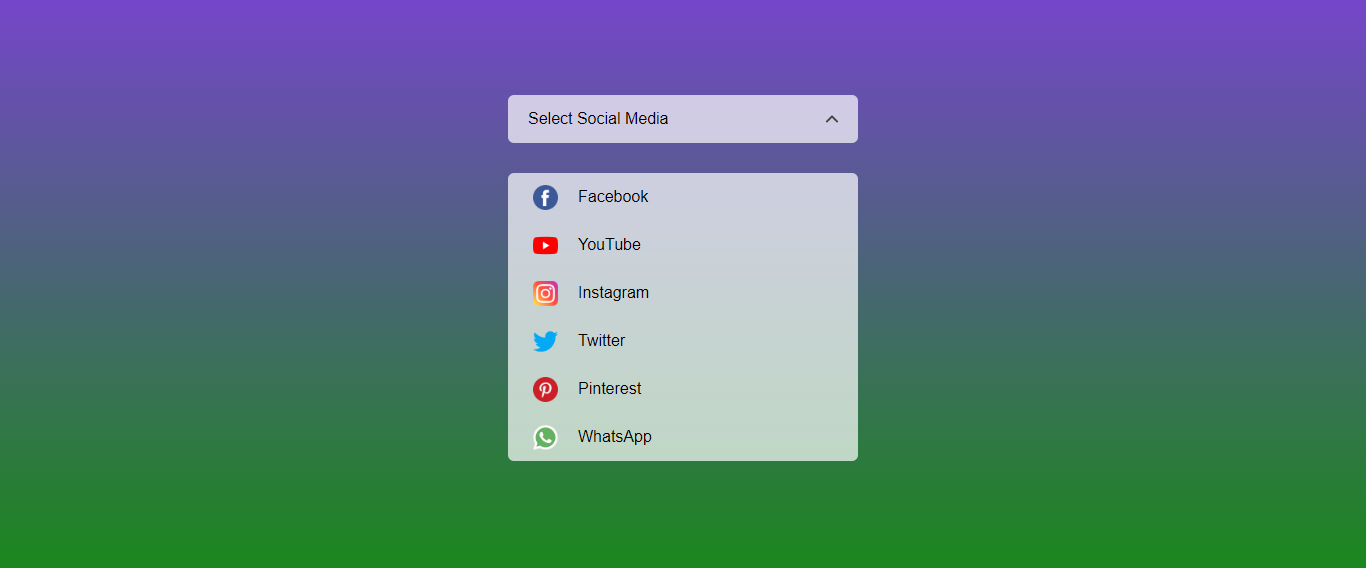 Select Social Media
Facebook
YouTube
Instagram
Twitter
Pinterest
WhatsApp